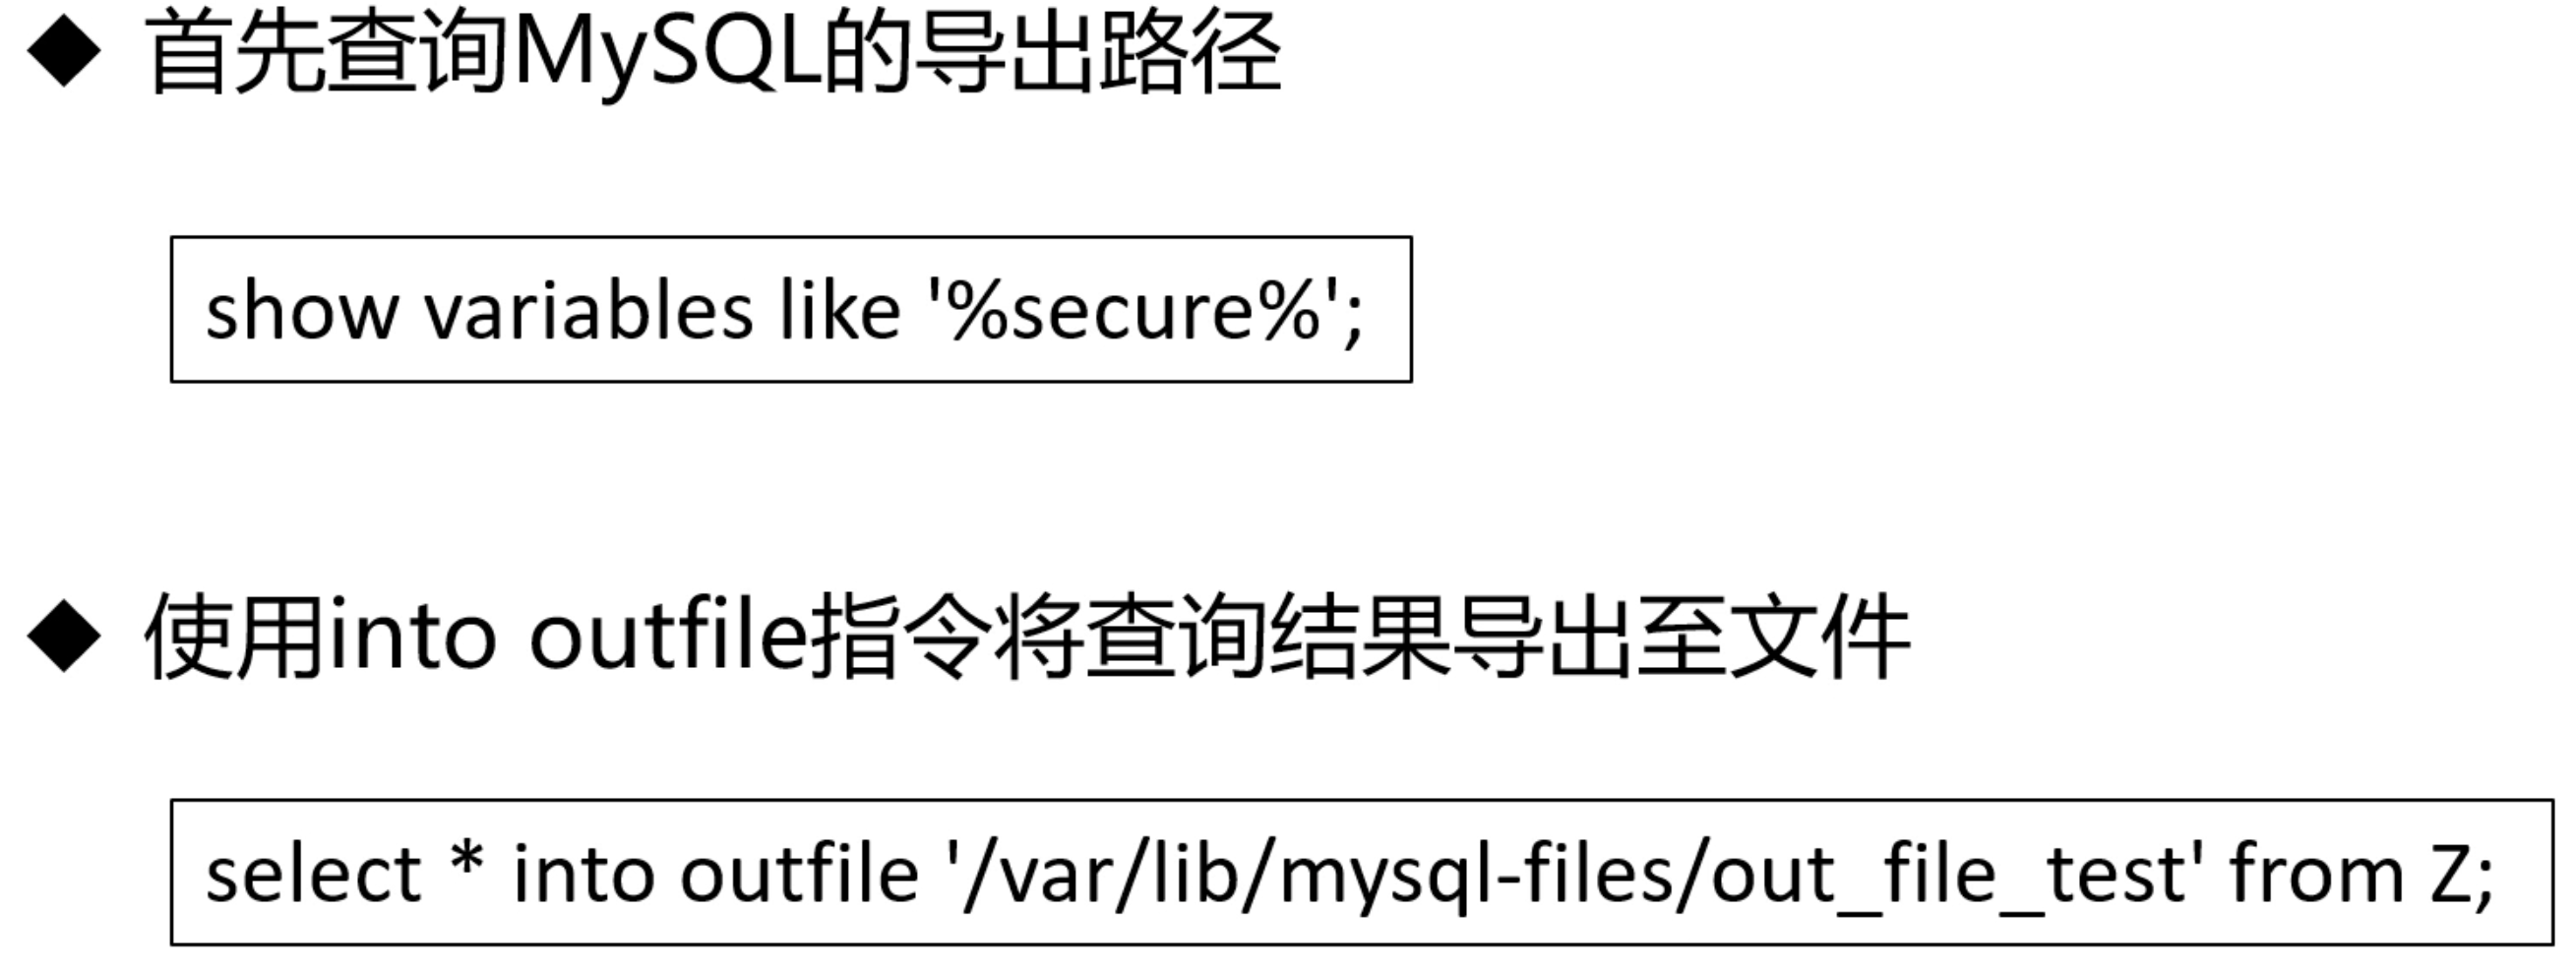 ◆ 首先查询MySQL的导出路径
show variables like '%secure%';
◆ 使用into outfile指令将查询结果导出至文件
select * into outfile '/var/lib/mysql-files/out_file_test' from Z;